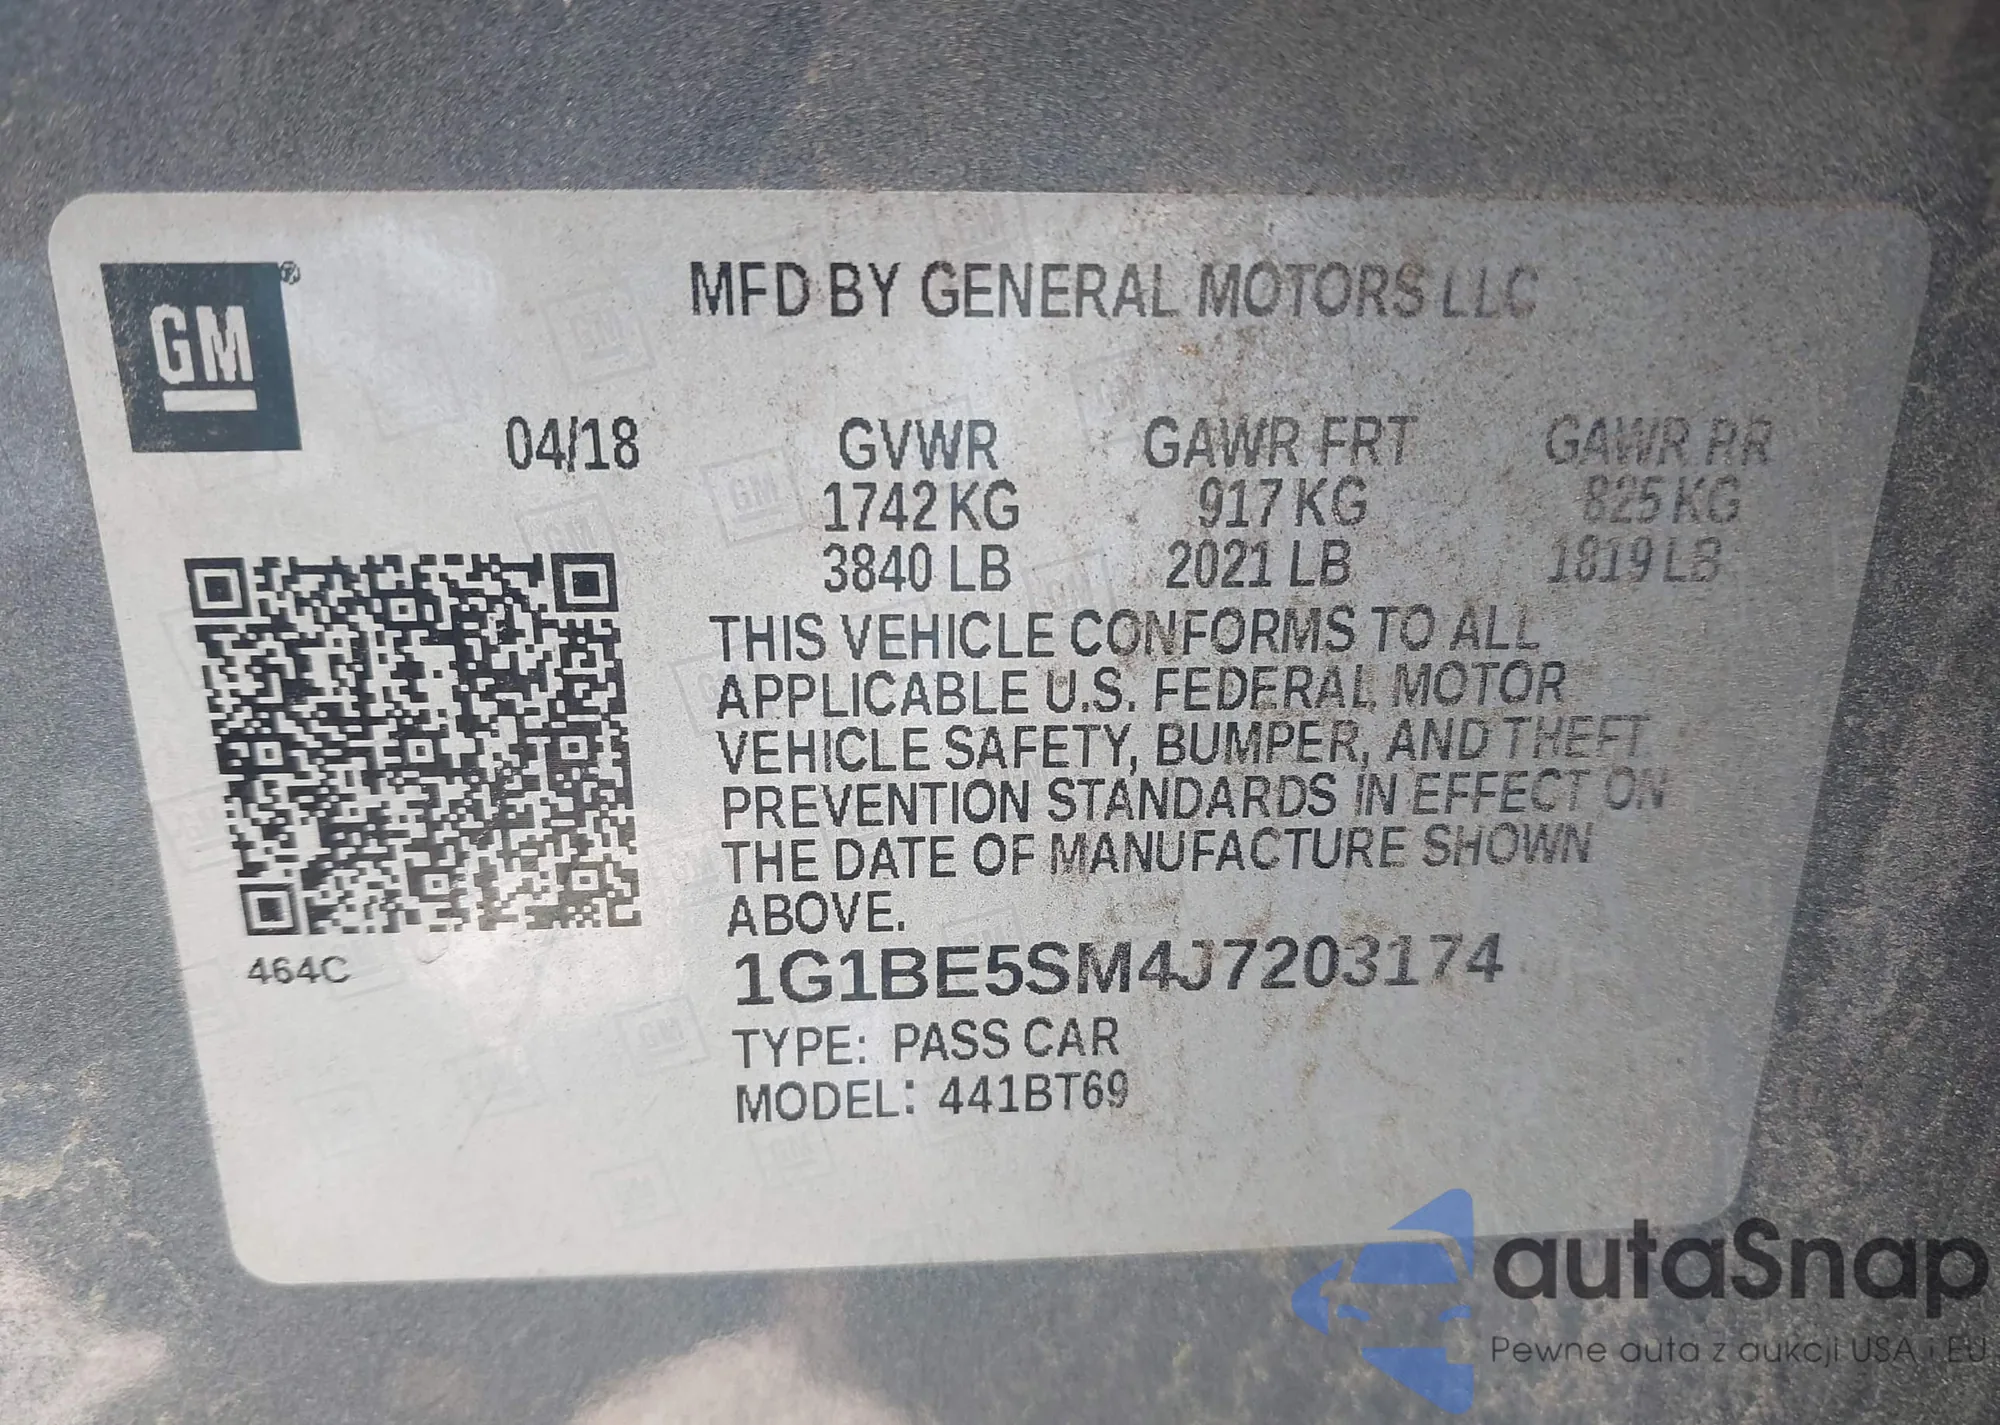 GM
MFD BY GENERAL MOTORS LLC
04/18 GVWR GAWR FRT GAWR RR
1742 KG 917 KG 825 KG
3840 LB 2021 LB 1819 LB
THIS VEHICLE CONFORMS TO ALL
APPLICABLE U.S. FEDERAL MOTOR
VEHICLE SAFETY, BUMPER, AND THEFT
PREVENTION STANDARDS IN EFFECT ON
THE DATE OF MANUFACTURE SHOWN
ABOVE.
464C
1G1BE5SM4J7203174
TYPE: PASS CAR
MODEL: 441BT69
autaSnap
Pewne auta z aukcji USA i EU